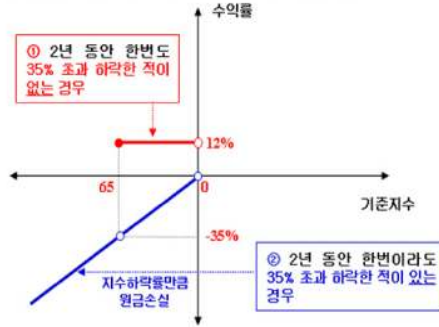 수익률
① 2년 동안 한번도
35% 초과 하락한 적이
없는 경우
12%
65
0
기준지수
-35%
지수하락률만큼
원금손실
② 2년 동안 한번이라도
35% 초과 하락한 적이 있는
경우